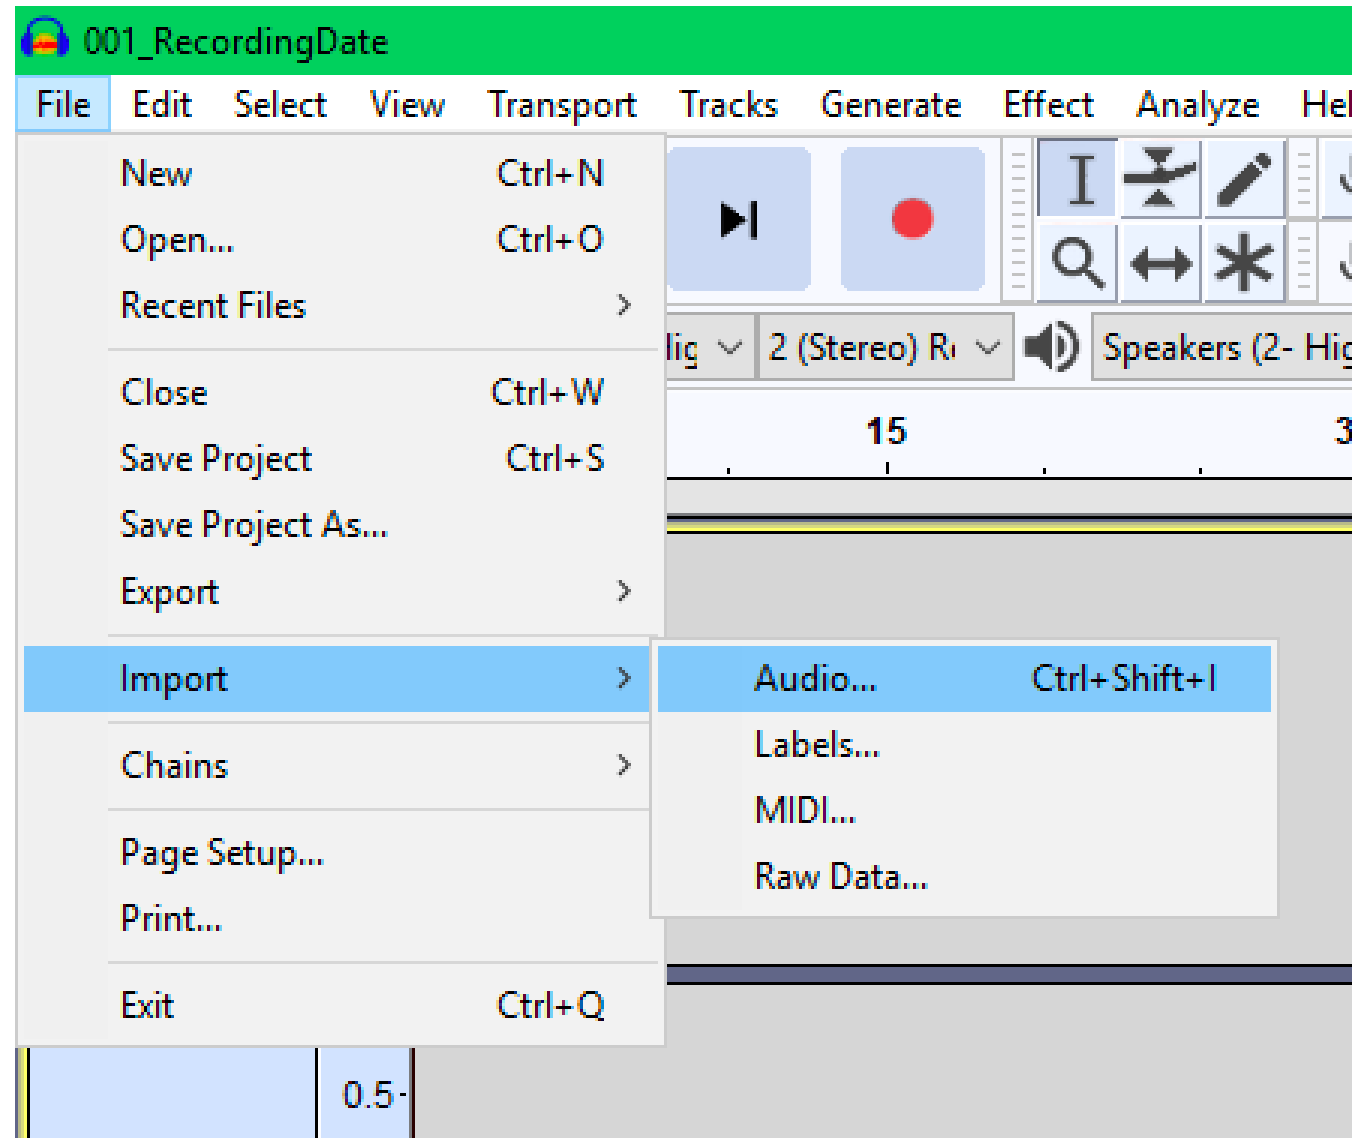 001_RecordingDate
File Edit Select View Transport Tracks Generate Effect Analyze Hel
New Ctrl+N
Open... Ctrl+O
Recent Files
2 (Stereo) Speakers (2- Hig
Close Ctrl+W
15
Save Project Ctrl+S
Save Project As...
Export
Import
Audio... Ctrl+Shift+I
Labels...
Chains
MIDI...
Page Setup...
Raw Data...
Print...
Exit Ctrl+Q
0.5